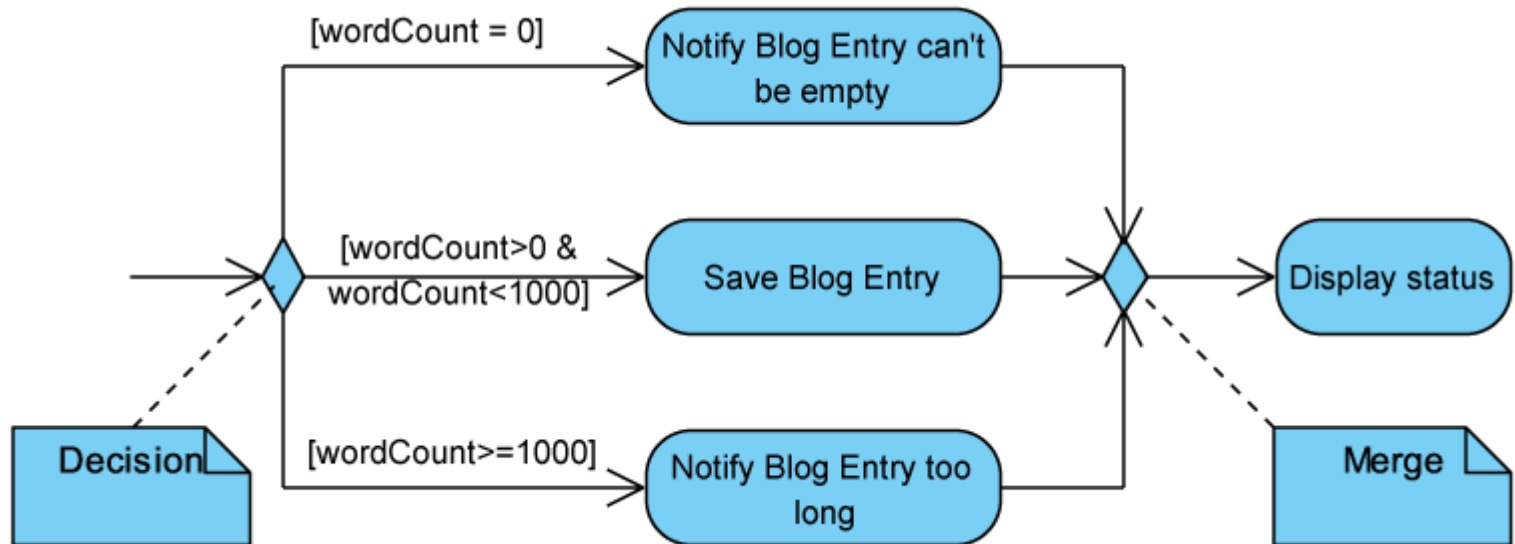 [wordCount = 0]
Notify Blog Entry can't
be empty
[wordCount>0 &
wordCount<1000]
Save Blog Entry
Display status
Decision
[wordCount>=1000]
Notify Blog Entry too
long
Merge